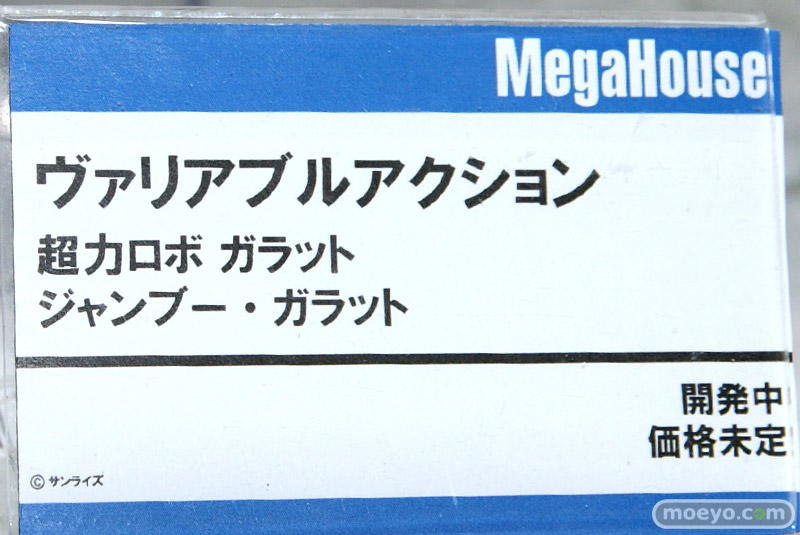 MegaHouse
ヴァリアブルアクション
超力ロボ ガラット
ジャンブー・ガラット
開発中
価格未定
©サンライズ
moeyo.com